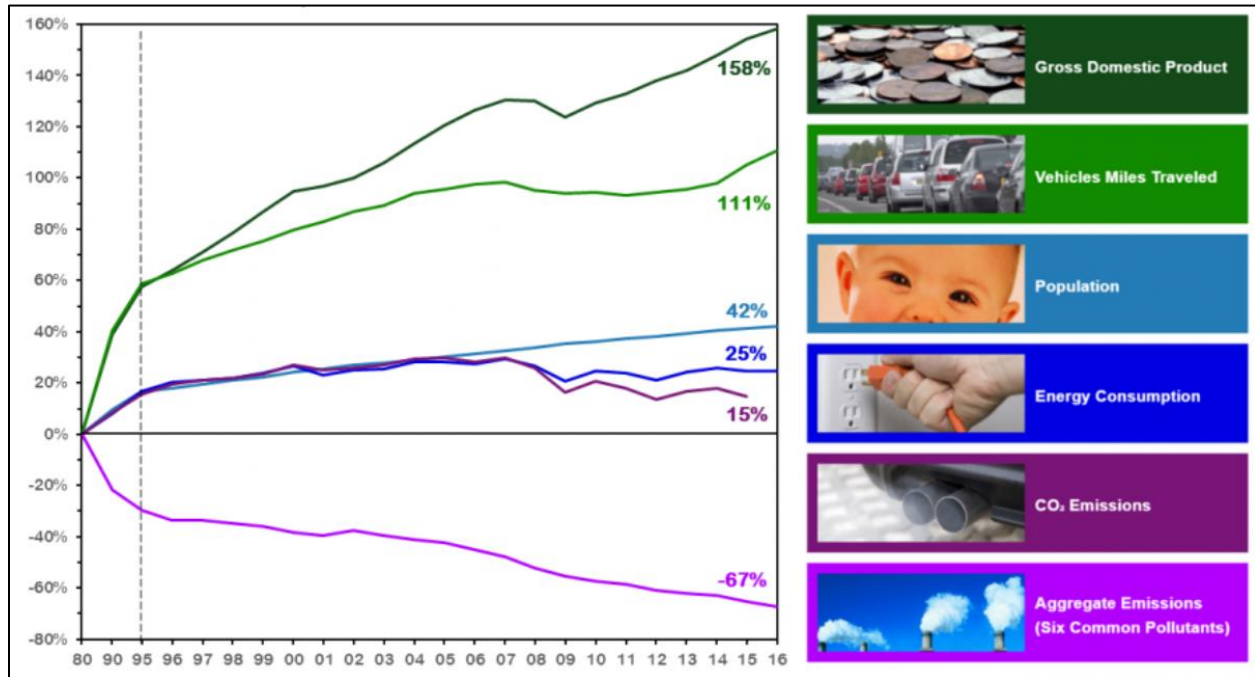 160%
140%
120%
100%
80%
60%
40%
20%
0%
-20%
-40%
-60%
-80%
158%
111%
42%
25%
15%
-67%
80 90 95 96 97 98 99 00 01 02 03 04 05 06 07 08 09 10 11 12 13 14 15 16
Gross Domestic Product
Vehicles Miles Traveled
Population
Energy Consumption
CO₂ Emissions
Aggregate Emissions
(Six Common Pollutants)